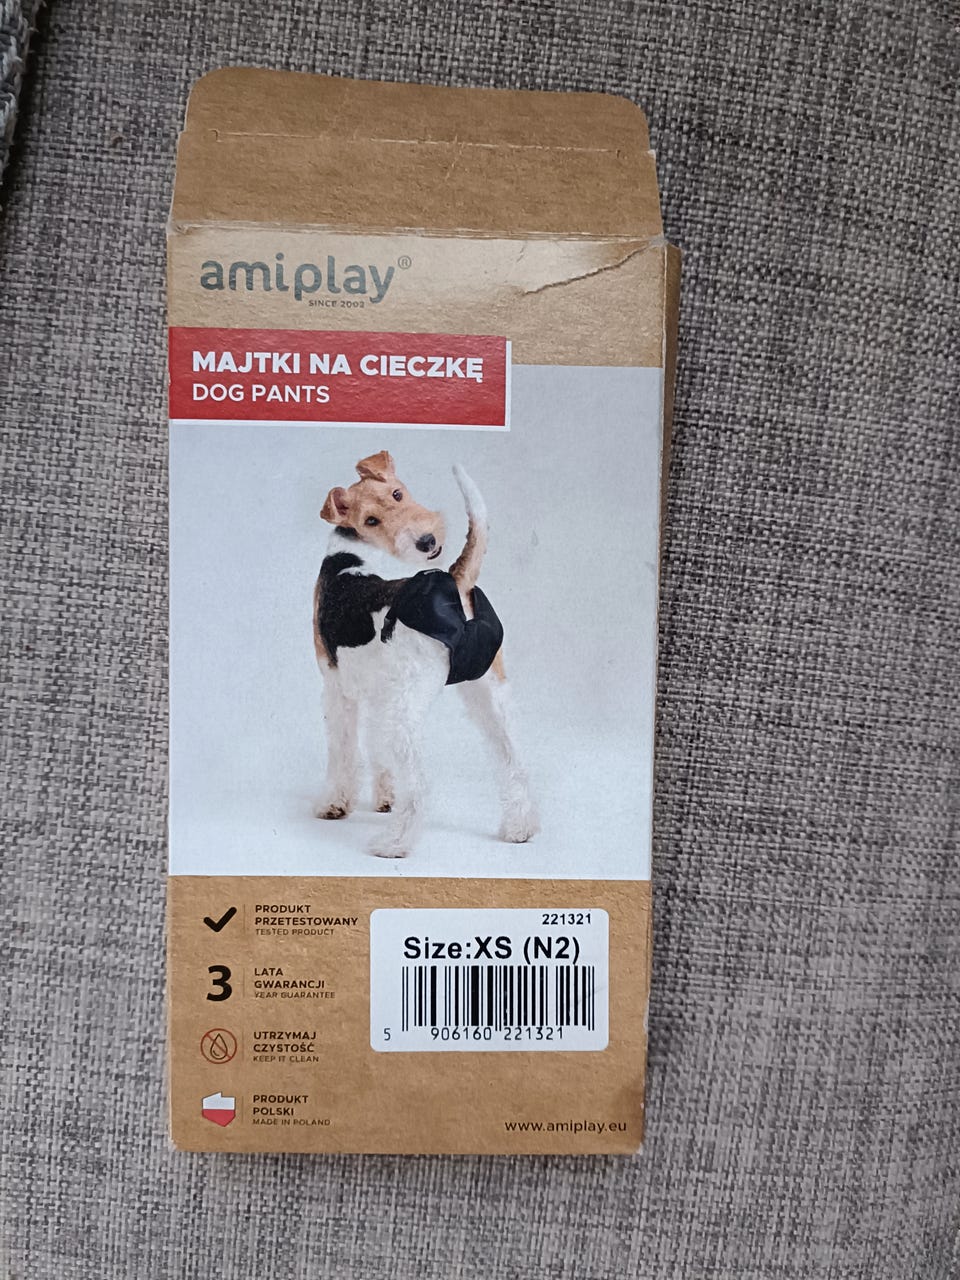 amiplay®
SINCE 2002
MAJTKI NA CIECZKĘ
DOG PANTS
PRODUKT
PRZETESTOWANY
TESTED PRODUCT
3
LATA
GWARANCJI
YEAR GUARANTEE
UTRZYMAJ
CZYSTOŚĆ
KEEP IT CLEAN
PRODUKT
POLSKI
MADE IN POLAND
221321
Size:XS (N2)
5 906160 221321
www.amiplay.eu